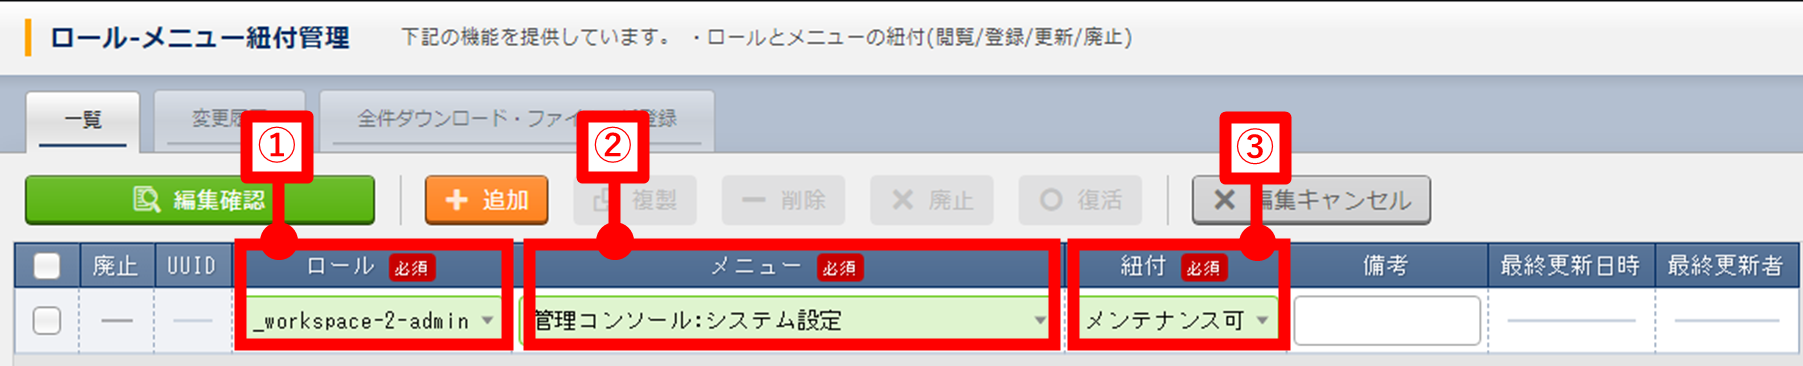 ロール-メニュー紐付管理 下記の機能を提供しています。 ・ロールとメニューの紐付(閲覧/登録/更新/廃止)
一覧 変更 全件ダウンロード・ファイ 登録
① ② ③
編集確認 追加 複製 削除 廃止 復活 編集キャンセル
廃止 UUID ロール 必須 メニュー 必須 紐付 必須 備考 最終更新日時 最終更新者
_workspace-2-admin 管理コンソール:システム設定 メンテナンス可